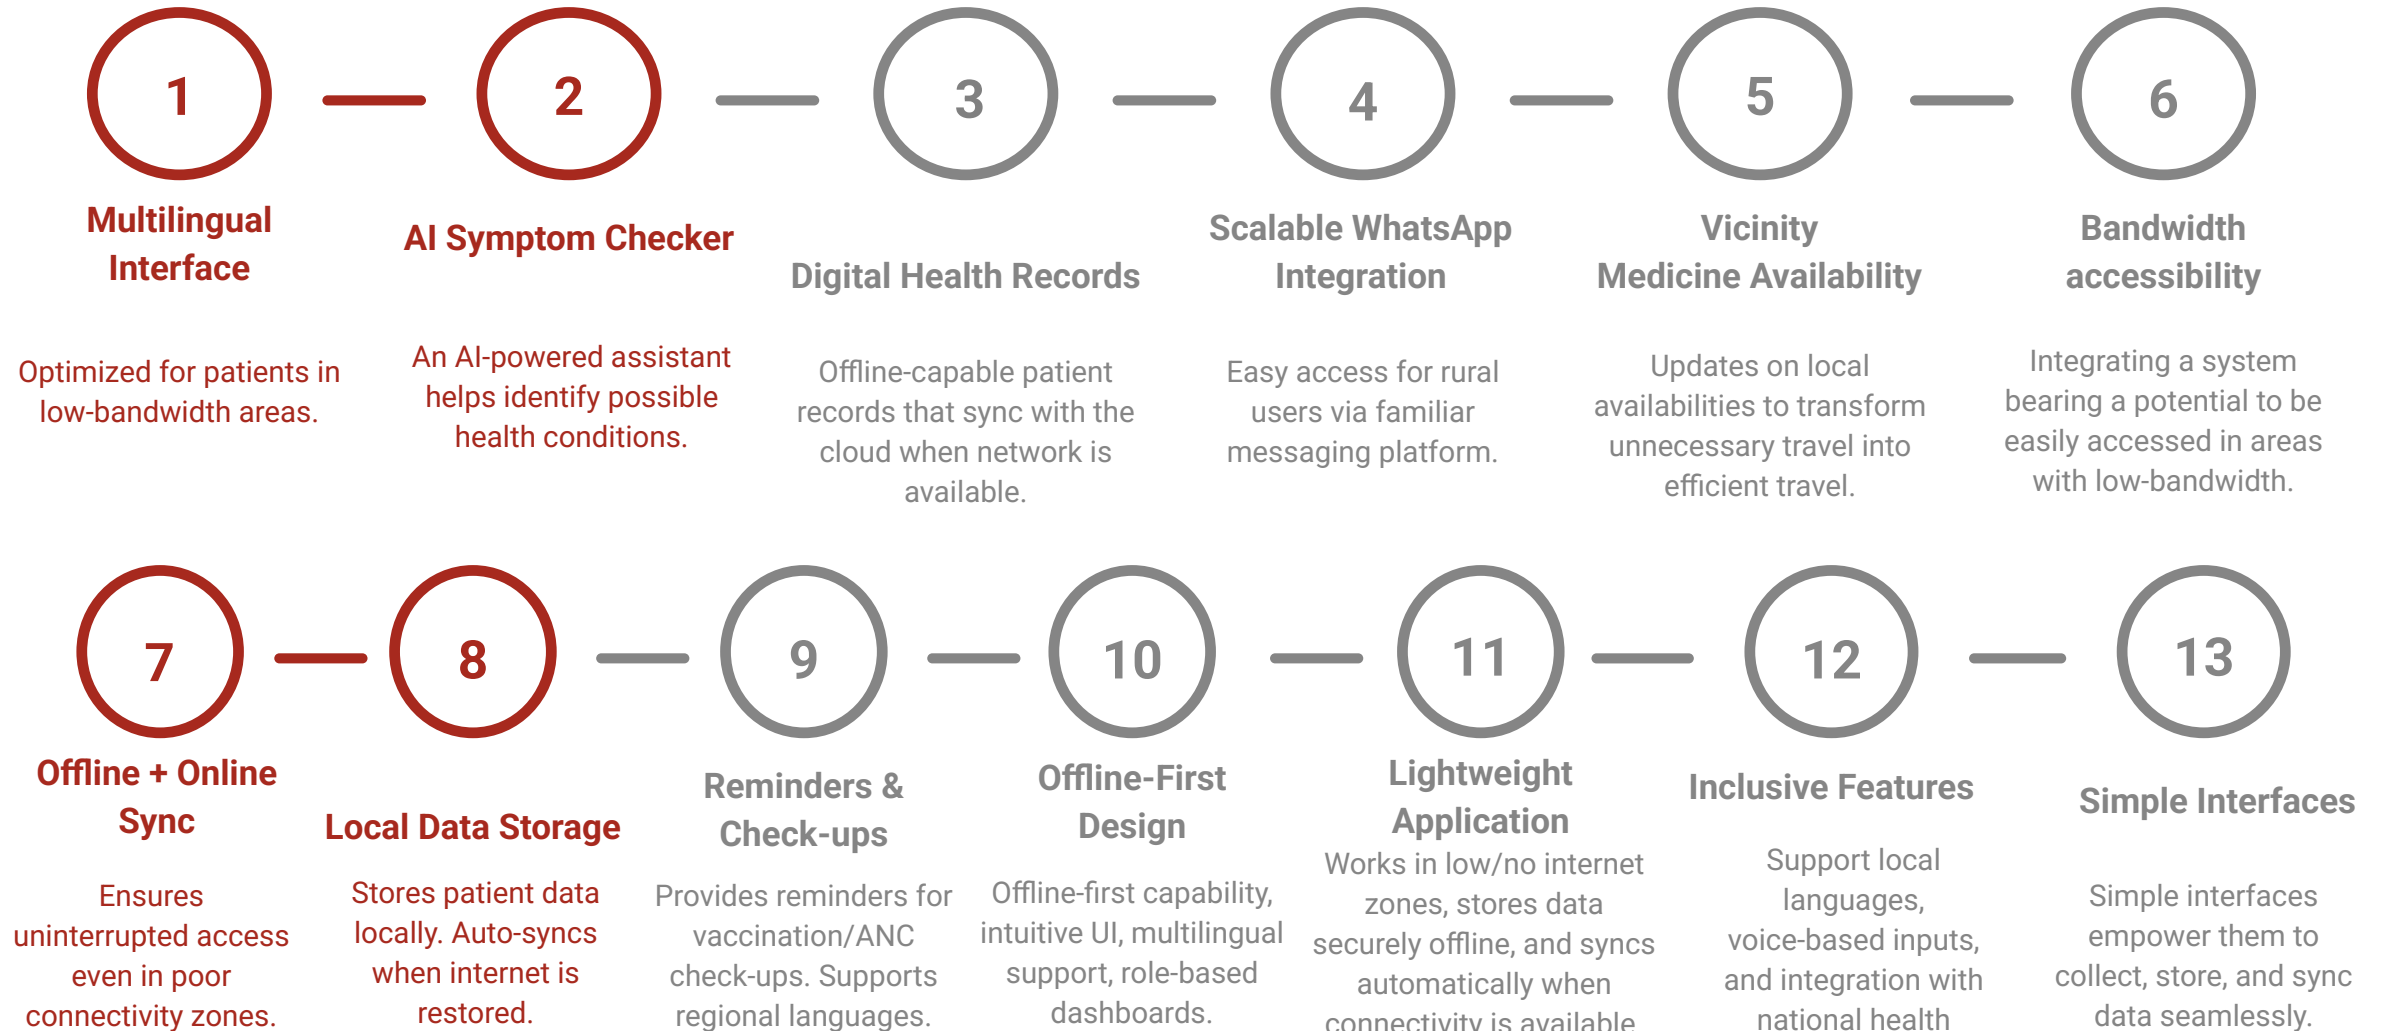 1
Multilingual
Interface
Optimized for patients in
low-bandwidth areas.
2
AI Symptom Checker
An AI-powered assistant
helps identify possible
health conditions.
3
Digital Health Records
Offline-capable patient
records that sync with the
cloud when network is
available.
4
Scalable WhatsApp
Integration
Easy access for rural
users via familiar
messaging platform.
5
Vicinity
Medicine Availability
Updates on local
availabilities to transform
unnecessary travel into
efficient travel.
6
Bandwidth
accessibility
Integrating a system
bearing a potential to be
easily accessed in areas
with low-bandwidth.
7
Offline + Online
Sync
Ensures
uninterrupted access
even in poor
connectivity zones.
8
Local Data Storage
Stores patient data
locally. Auto-syncs
when internet is
restored.
9
Reminders &
Check-ups
Provides reminders for
vaccination/ANC
check-ups. Supports
regional languages.
10
Offline-First
Design
Offline-first capability,
intuitive UI, multilingual
support, role-based
dashboards.
11
Lightweight
Application
Works in low/no internet
zones, stores data
securely offline, and syncs
automatically when
connectivity is available
12
Inclusive Features
Support local
languages,
voice-based inputs,
and integration with
national health
13
Simple Interfaces
Simple interfaces
empower them to
collect, store, and sync
data seamlessly.